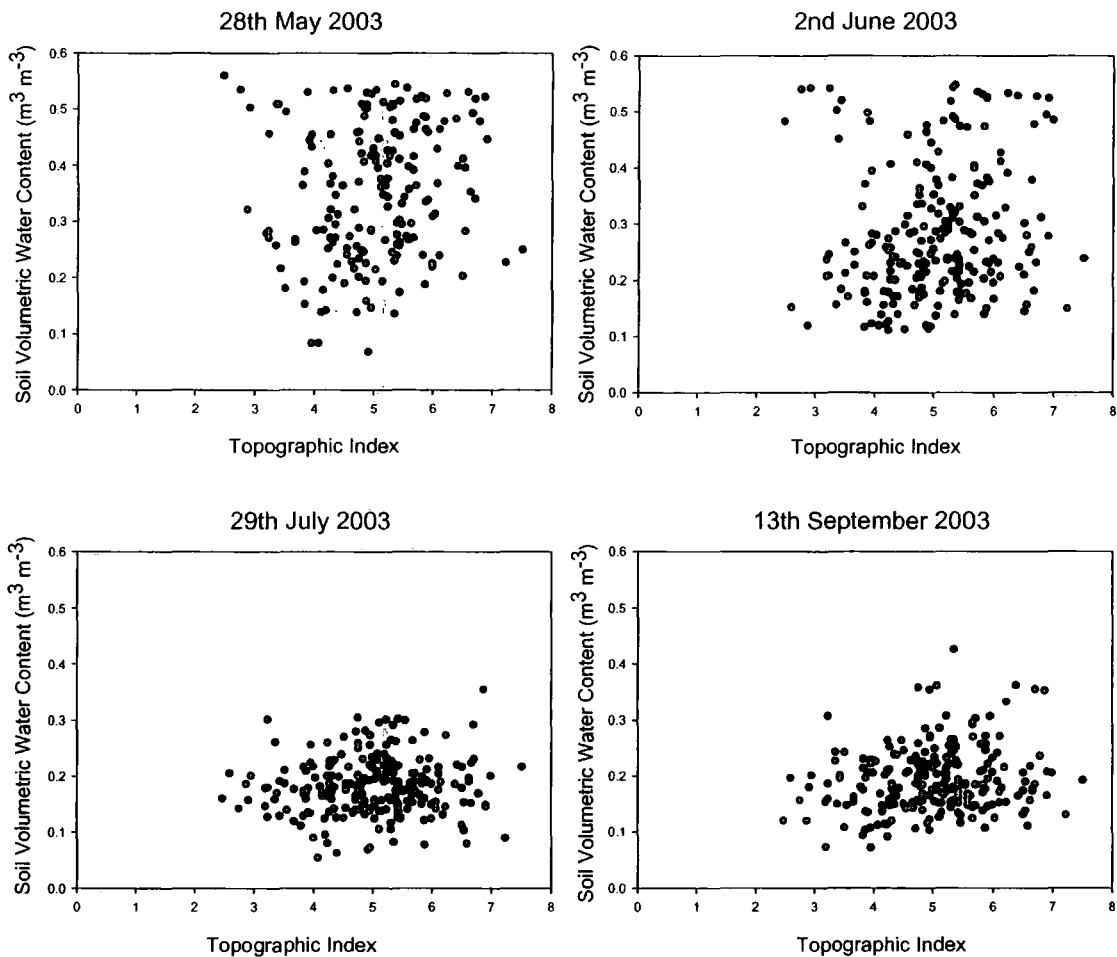 28th May 2003
Soil Volumetric Water Content (m3 m-3)
0.6
0.5
0.4
0.3
0.2
0.1
0.0
0 1 2 3 4 5 6 7 8
Topographic Index
2nd June 2003
Soil Volumetric Water Content (m3 m-3)
0.6
0.5
0.4
0.3
0.2
0.1
0.0
0 1 2 3 4 5 6 7 8
Topographic Index
29th July 2003
Soil Volumetric Water Content (m3 m-3)
0.6
0.5
0.4
0.3
0.2
0.1
0.0
0 1 2 3 4 5 6 7 8
Topographic Index
13th September 2003
Soil Volumetric Water Content (m3 m-3)
0.6
0.5
0.4
0.3
0.2
0.1
0.0
0 1 2 3 4 5 6 7 8
Topographic Index